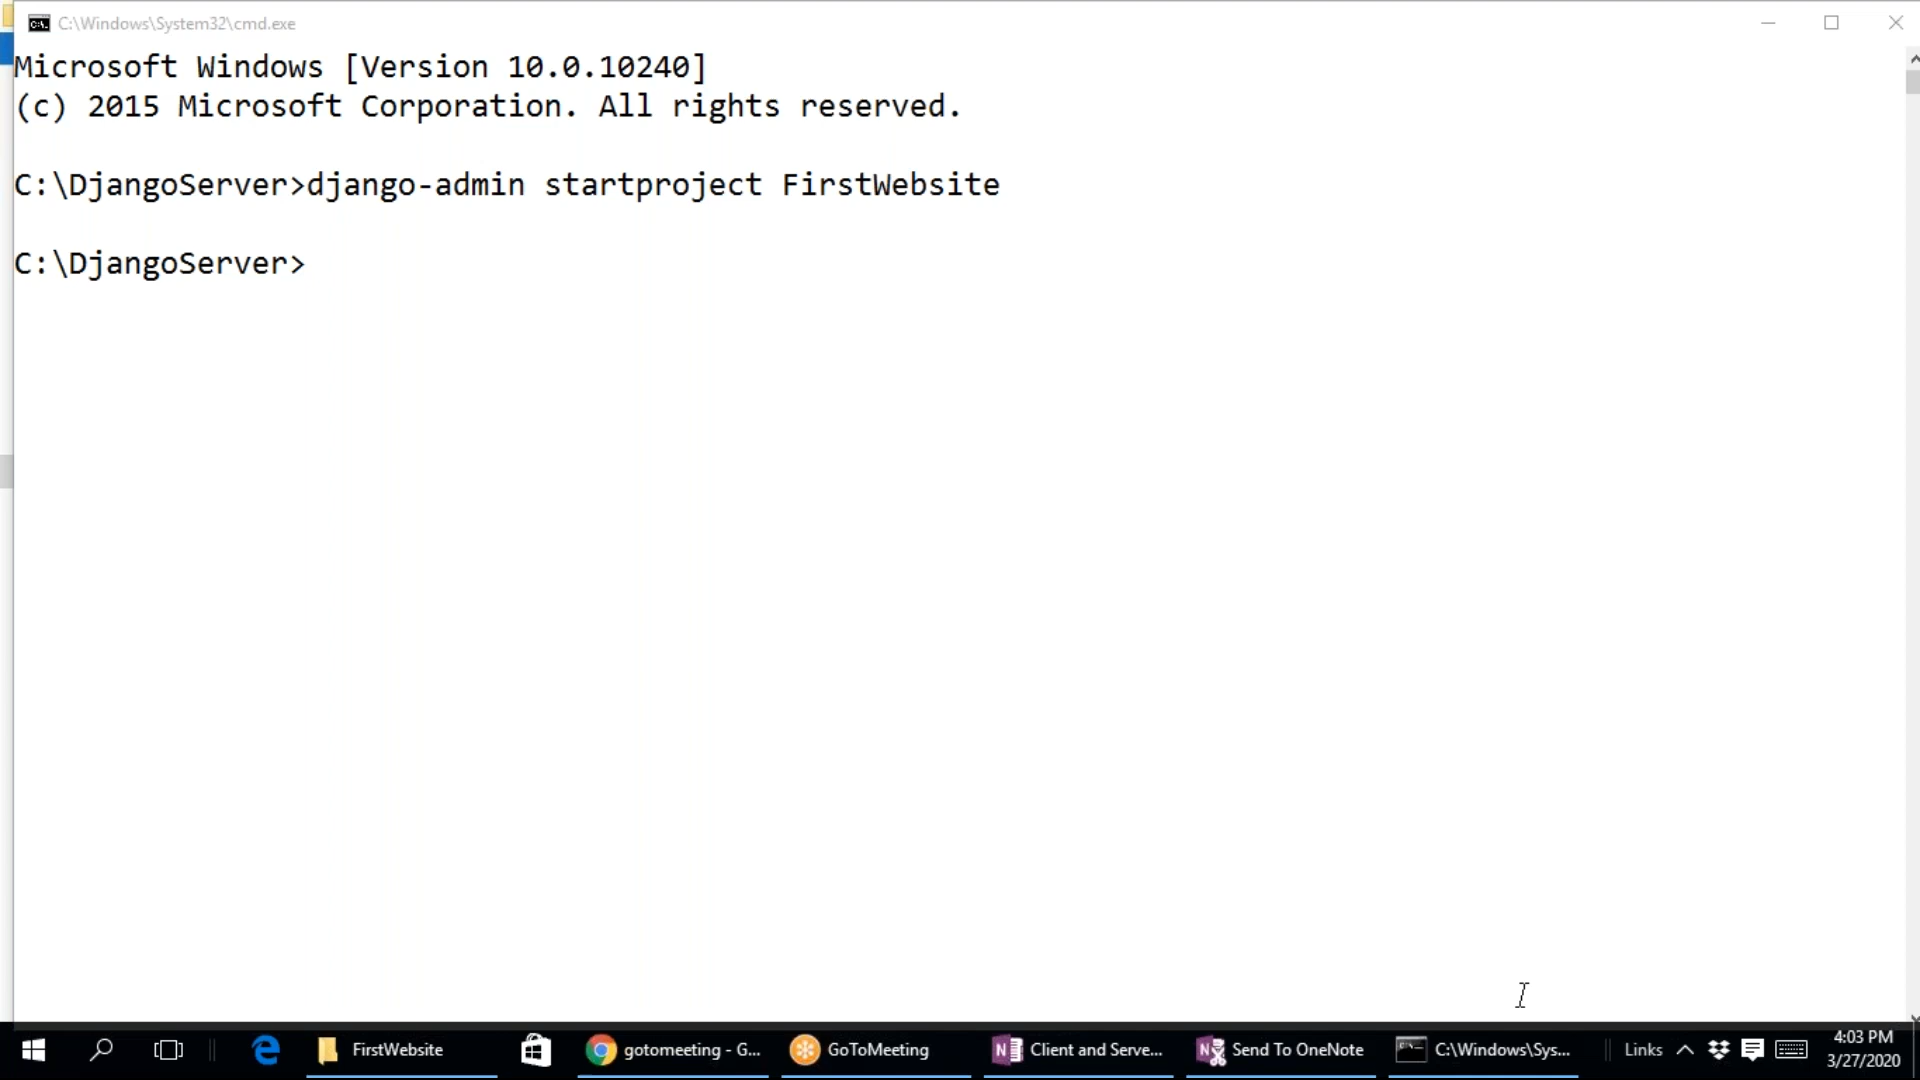 C:\Windows\System32\cmd.exe
Microsoft Windows [Version 10.0.10240]
(c) 2015 Microsoft Corporation. All rights reserved.
C:\DjangoServer>django-admin startproject FirstWebsite
C:\DjangoServer>
FirstWebsite
gotomeeting - G...
GoToMeeting
Client and Serve...
Send To OneNote
C:\Windows\Sys...
Links
4:03 PM
3/27/2020